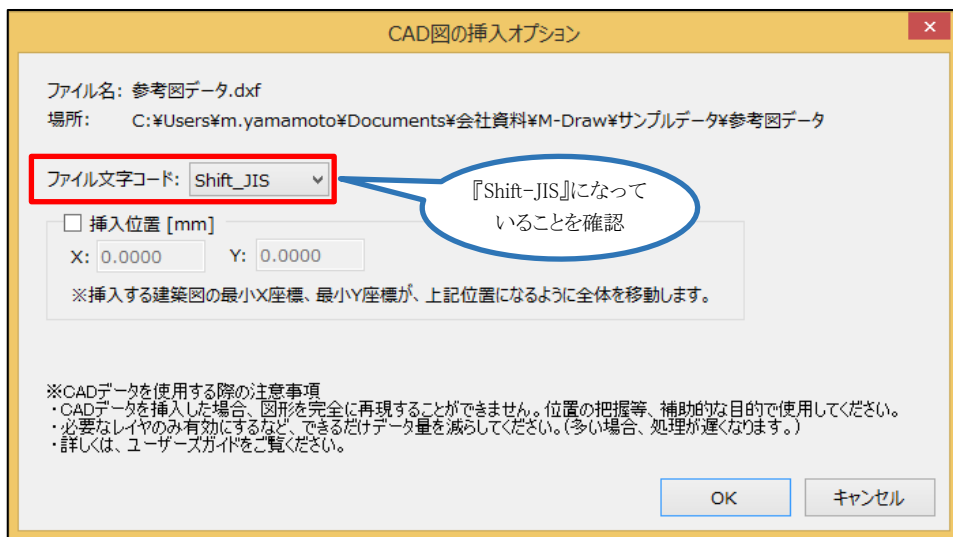 CAD図の挿入オプション
ファイル名: 参考図データ.dxf
場所: C:¥Users¥m.yamamoto¥Documents¥会社資料¥M-Draw¥サンプルデータ¥参考図データ
ファイル文字コード: Shift_JIS
『Shift-JIS』になって
いることを確認
挿入位置 [mm]
X: 0.0000 Y: 0.0000
※挿入する建築図の最小X座標、最小Y座標が、上記位置になるように全体を移動します。
※CADデータを使用する際の注意事項
・CADデータを挿入した場合、図形を完全に再現することができません。位置の把握等、補助的な目的で使用してください。
・必要なレイヤのみ有効にするなど、できるだけデータ量を減らしてください。(多い場合、処理が遅くなります。)
・詳しくは、ユーザーズガイドをご覧ください。
OK キャンセル